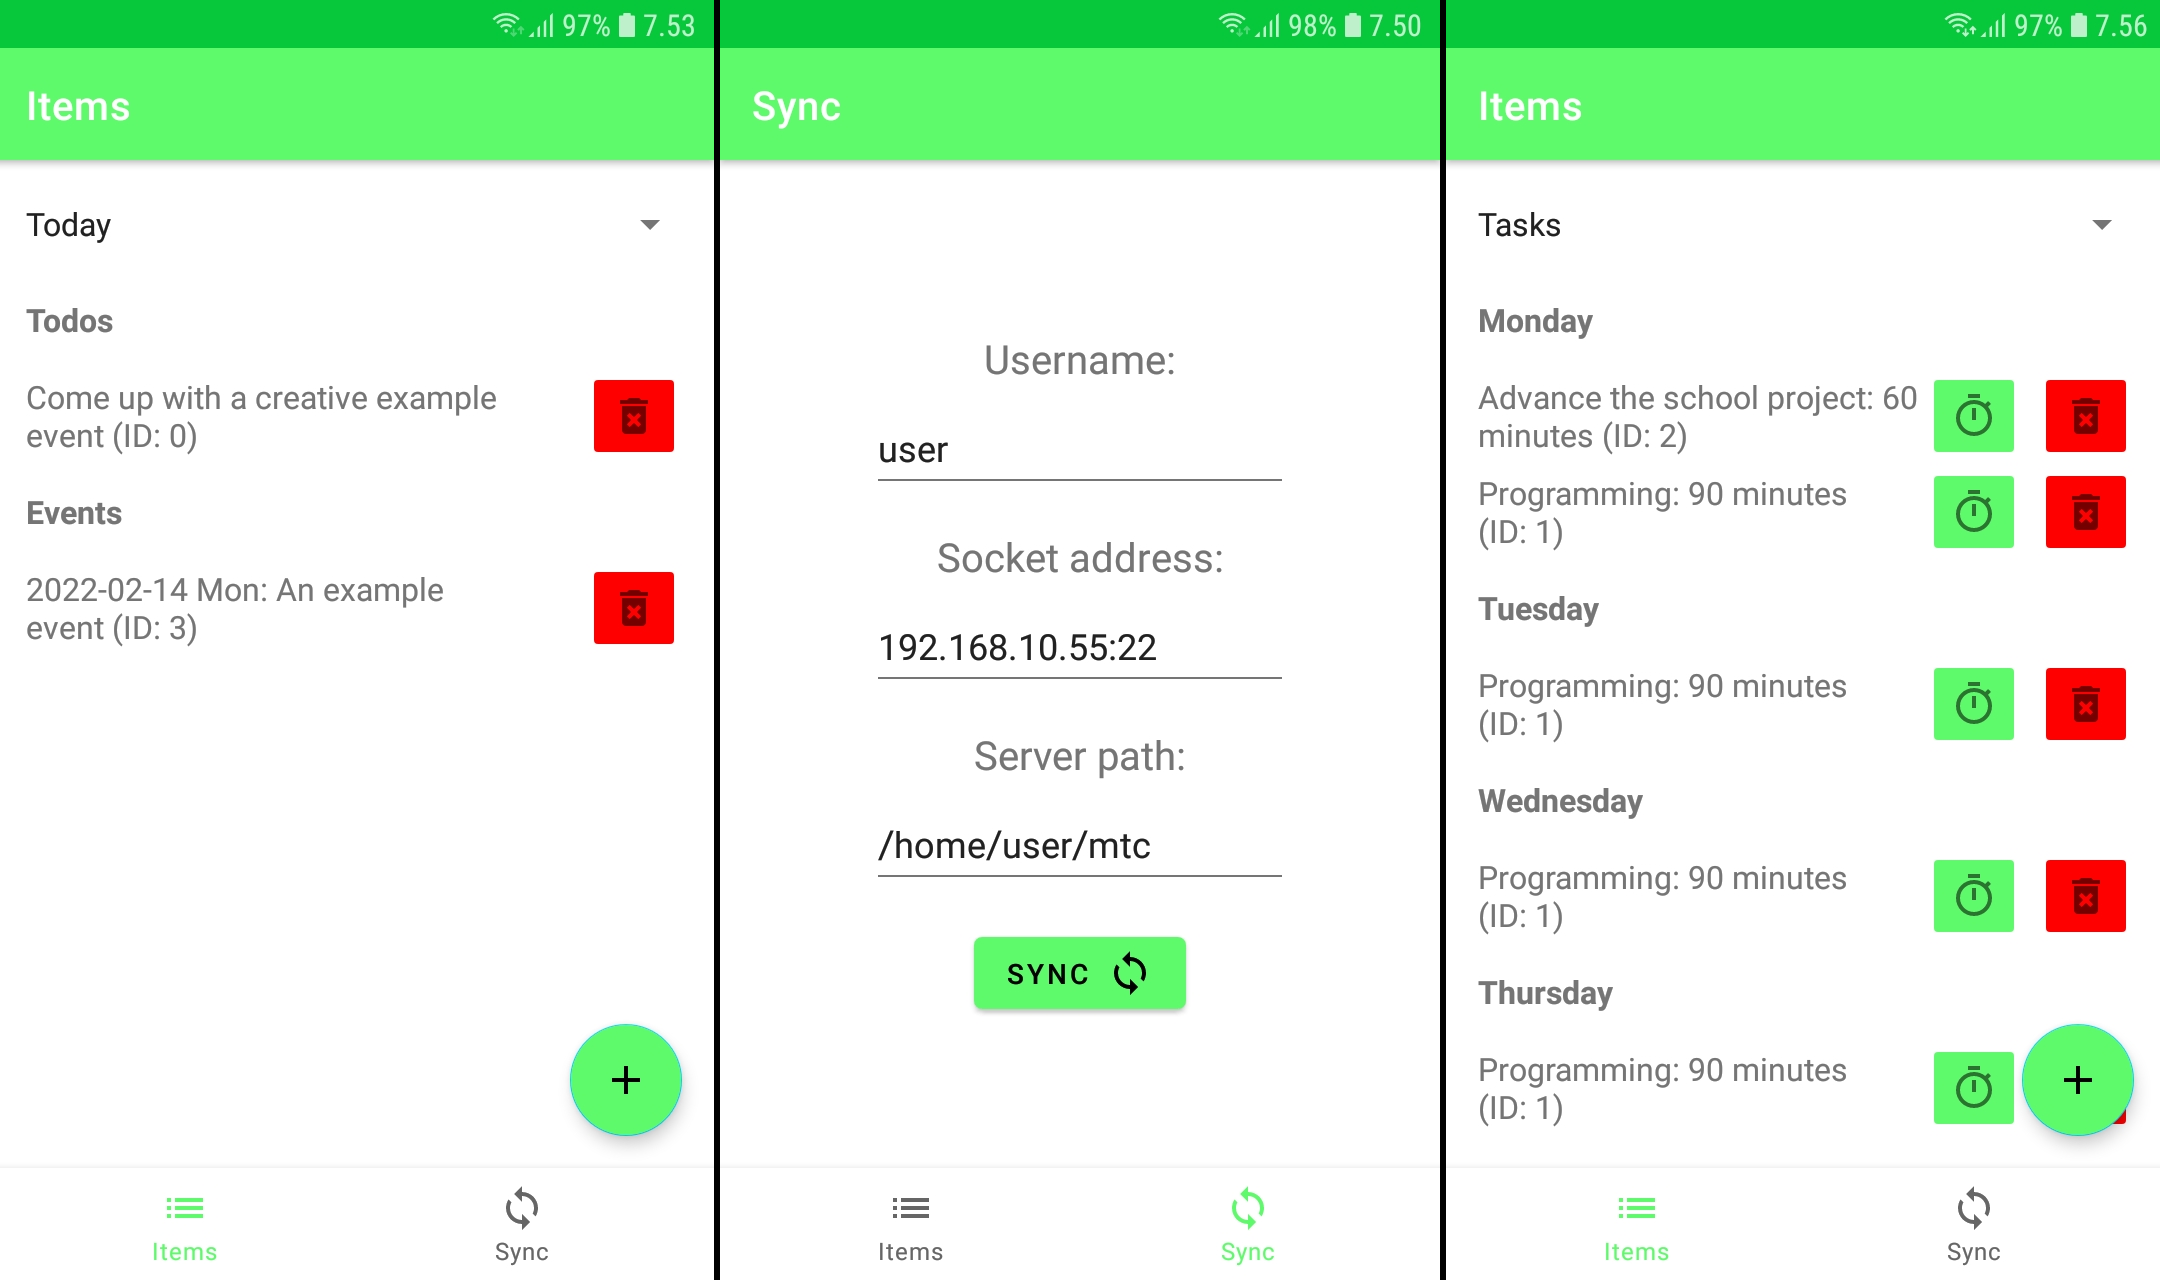 97% 7.53
Items
Today
Todos
Come up with a creative example
event (ID: 0)
Events
2022-02-14 Mon: An example
event (ID: 3)
Items
Sync
98% 7.50
Sync
Username:
user
Socket address:
192.168.10.55:22
Server path:
/home/user/mtc
SYNC
Items
Sync
97% 7.56
Items
Tasks
Monday
Advance the school project: 60
minutes (ID: 2)
Programming: 90 minutes
(ID: 1)
Tuesday
Programming: 90 minutes
(ID: 1)
Wednesday
Programming: 90 minutes
(ID: 1)
Thursday
Programming: 90 minutes
(ID: 1)
Items
Sync